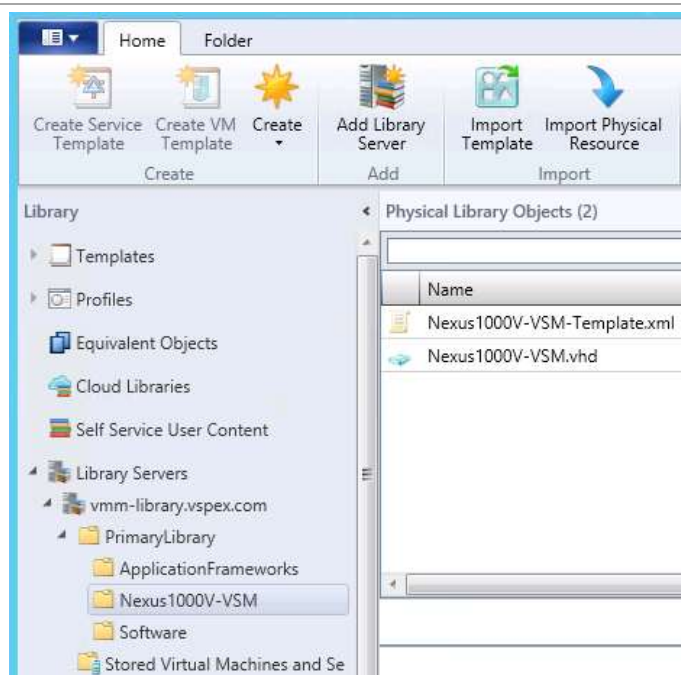 Home Folder
Create Service Template
Create VM Template
Create
Add Library Server
Import Template
Import Physical Resource
Create
Add
Import
Library
Physical Library Objects (2)
Templates
Profiles
Equivalent Objects
Cloud Libraries
Self Service User Content
Library Servers
vmm-library.vspex.com
PrimaryLibrary
ApplicationFrameworks
Nexus1000V-VSM
Software
Stored Virtual Machines and Se
Name
Nexus1000V-VSM-Template.xml
Nexus1000V-VSM.vhd